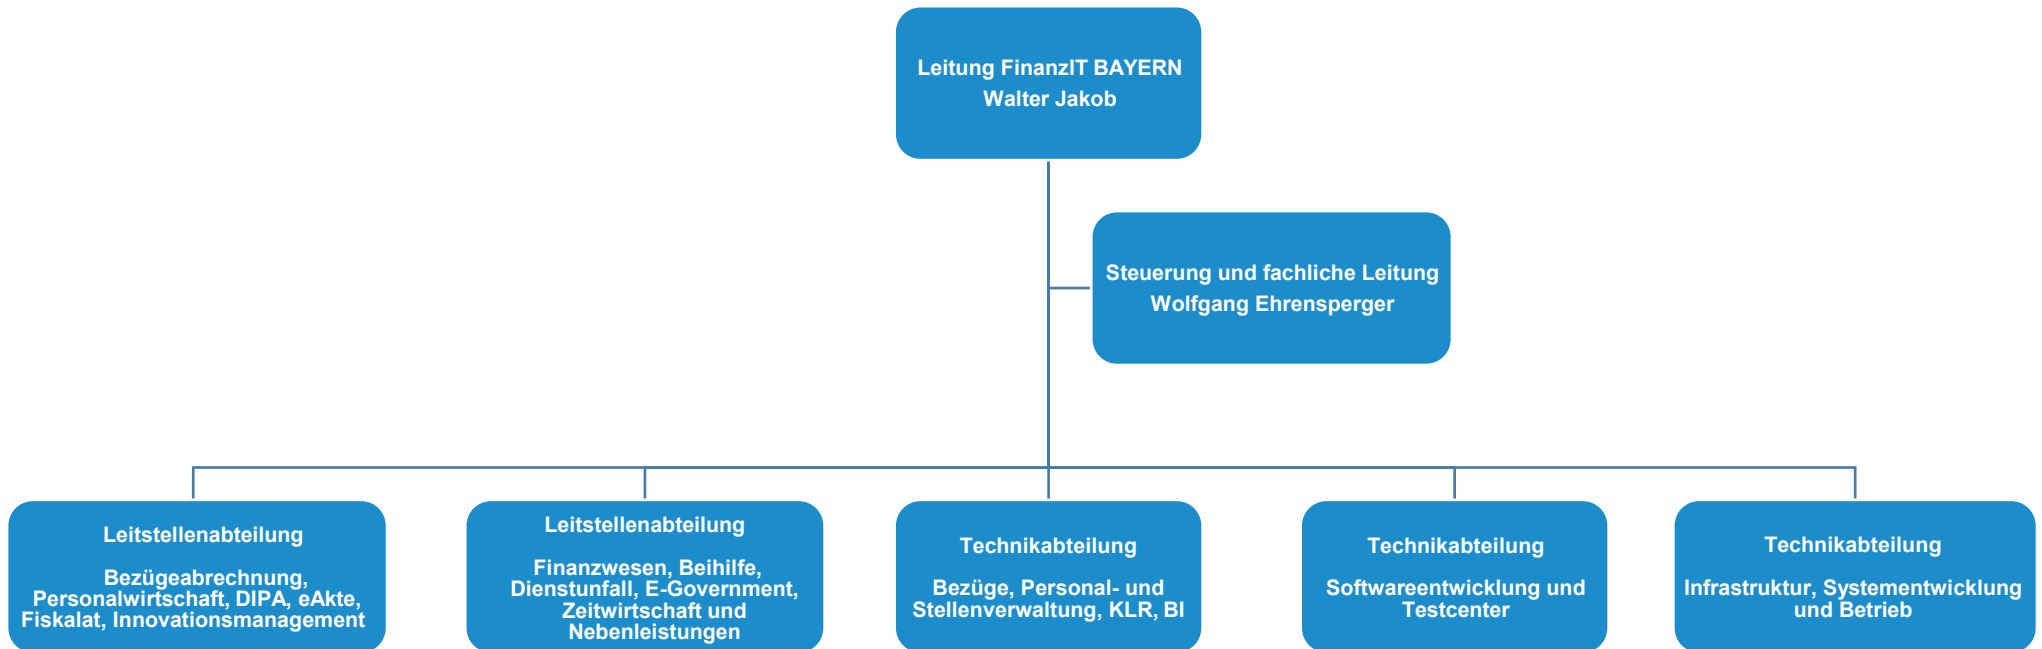 Leitung FinanzIT BAYERN
Walter Jakob
Steuerung und fachliche Leitung
Wolfgang Ehrensperger
Leitstellenabteilung
Bezügeabrechnung,
Personalwirtschaft, DIPA, eAkte,
Fiskalat, Innovationsmanagement
Leitstellenabteilung
Finanzwesen, Beihilfe,
Dienstunfall, E-Government,
Zeitwirtschaft und
Nebenleistungen
Technikabteilung
Bezüge, Personal- und
Stellenverwaltung, KLR, BI
Technikabteilung
Softwareentwicklung und
Testcenter
Technikabteilung
Infrastruktur, Systementwicklung
und Betrieb